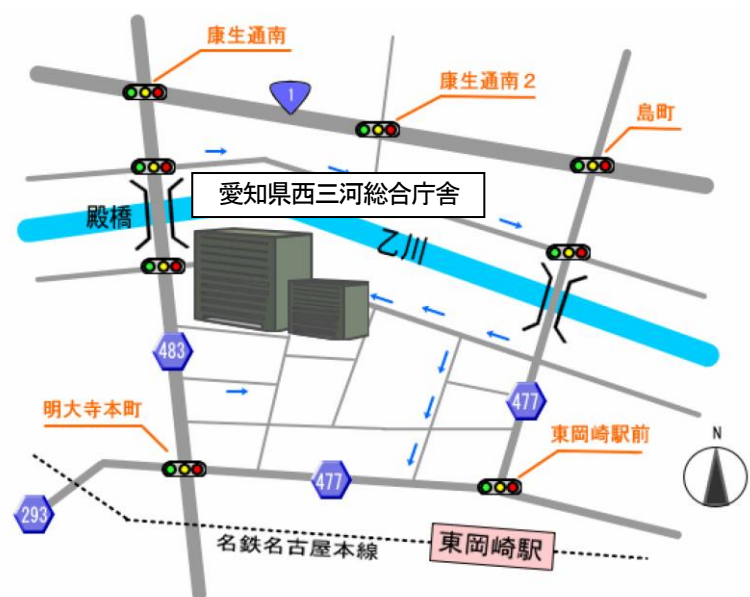 康生通南
1
康生通南2
島町
愛知県西三河総合庁舎
殿橋
乙川
483
明大寺本町
477
東岡崎駅前
N
477
293
名鉄名古屋本線
東岡崎駅